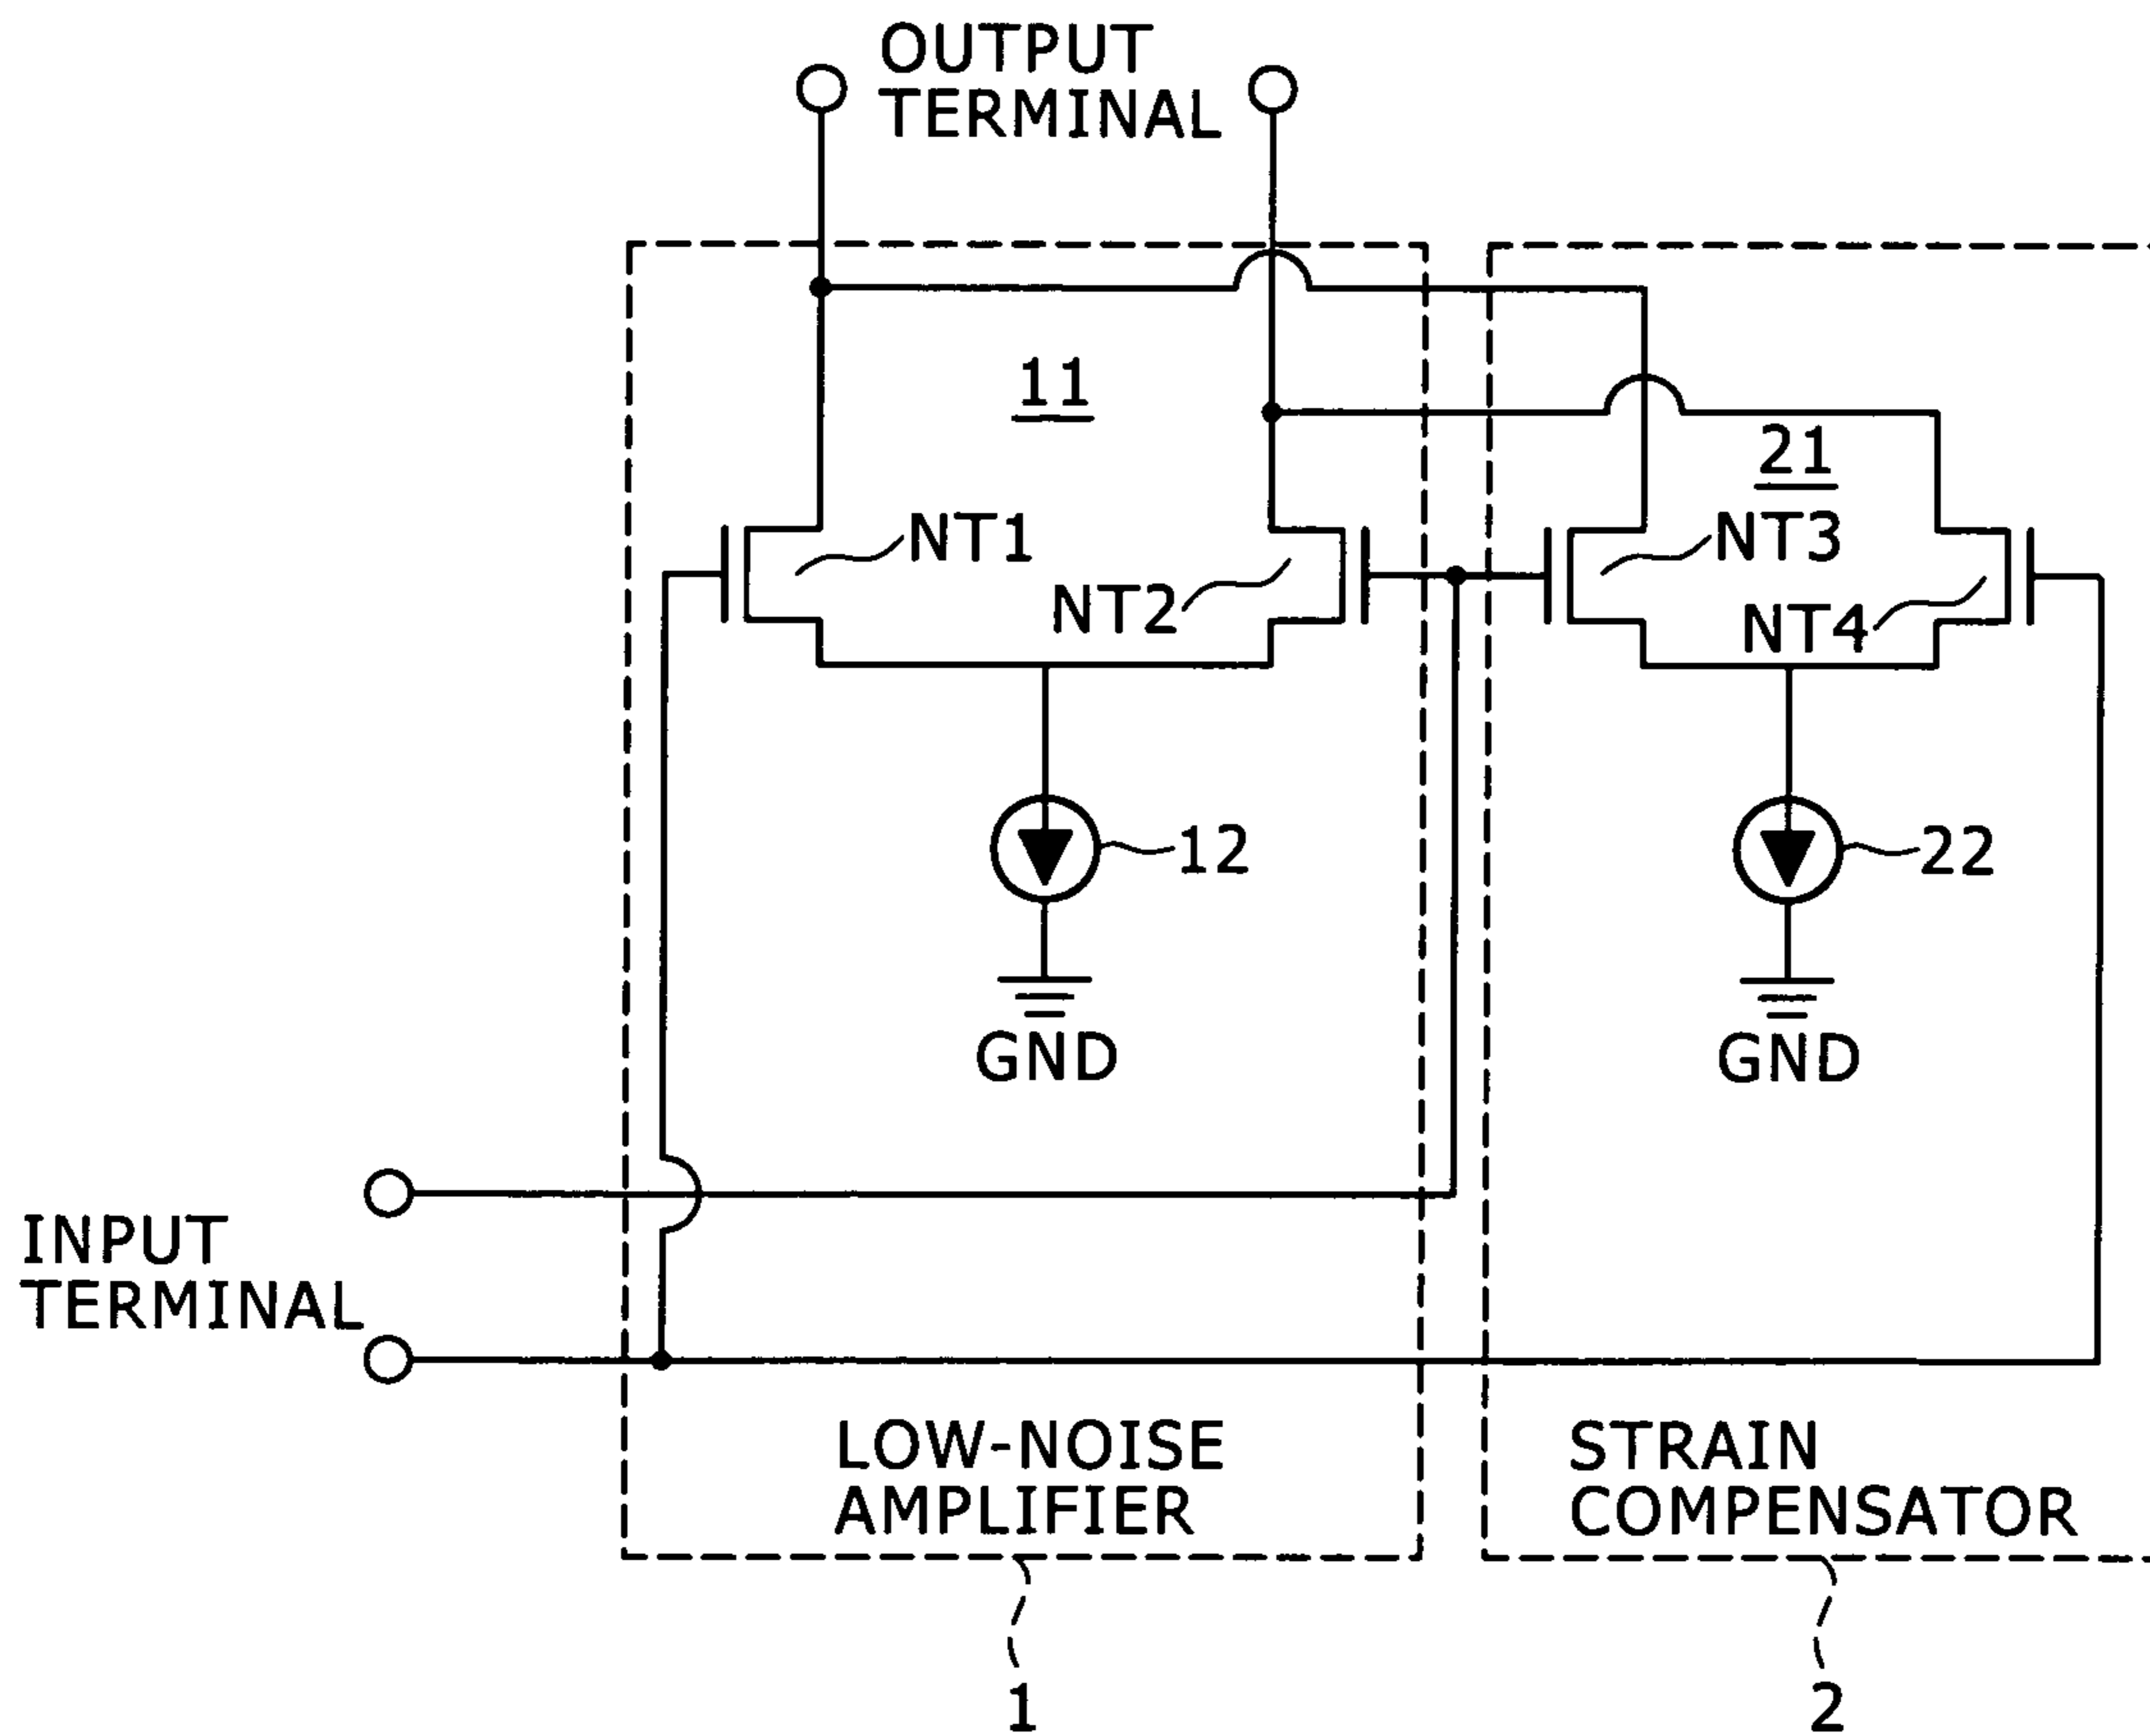 OUTPUT
TERMINAL
11
21
NT1
NT2
NT3
NT4
12
22
GND
GND
INPUT
TERMINAL
LOW-NOISE
AMPLIFIER
STRAIN
COMPENSATOR
1
2